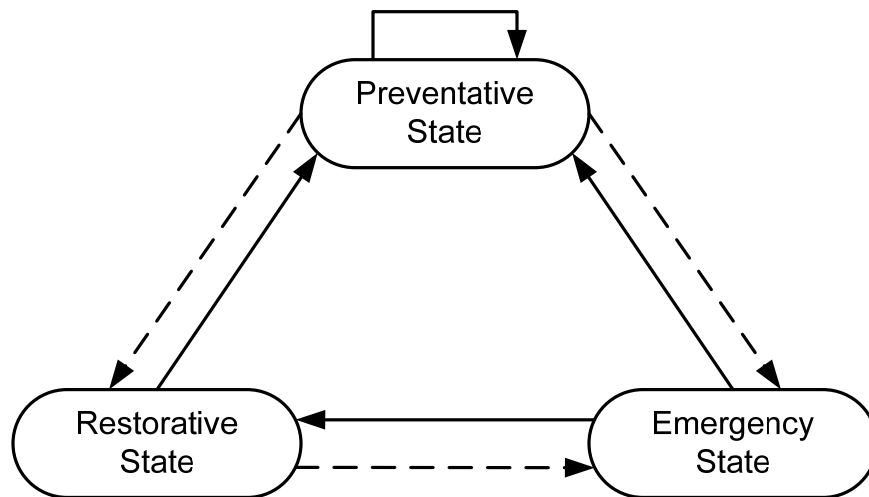 Preventative
State
Restorative
State
Emergency
State